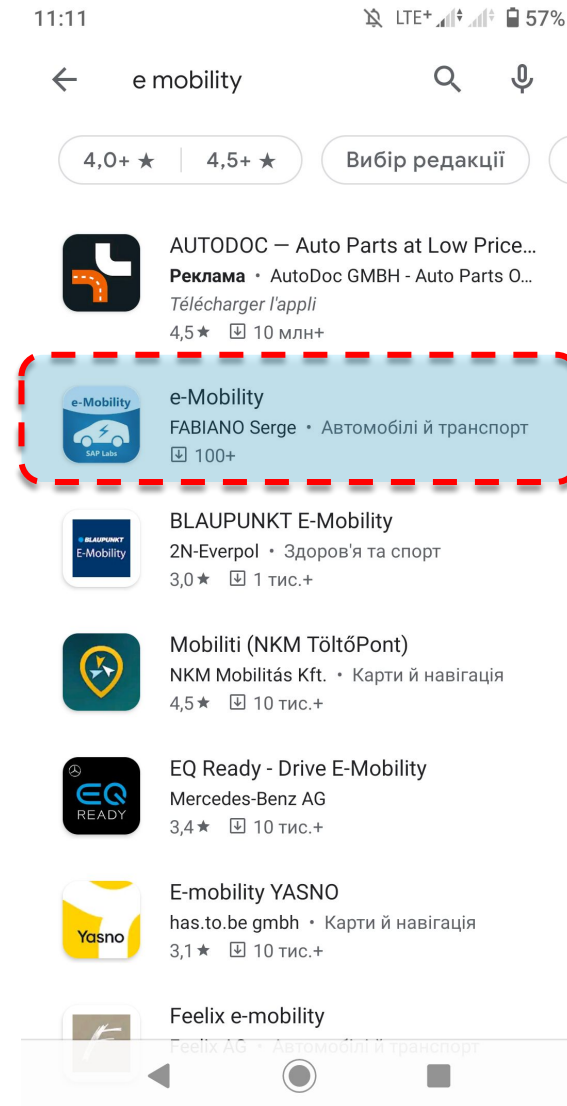 11:11 LTE+ 57%
e mobility
4,0+ ★ 4,5+ ★ Вибір редакції
AUTODOC — Auto Parts at Low Price...
Реклама • AutoDoc GMBH - Auto Parts O...
Télécharger l'appli
4,5★ 10 млн+
e-Mobility
SAP Labs
e-Mobility
FABIANO Serge • Автомобілі й транспорт
100+
BLAUPUNKT
E-Mobility
BLAUPUNKT E-Mobility
2N-Everpol • Здоров'я та спорт
3,0★ 1 тис.+
Mobiliti (NKM TöltőPont)
NKM Mobilitás Kft. • Карти й навігація
4,5★ 10 тис.+
EQ
READY
EQ Ready - Drive E-Mobility
Mercedes-Benz AG
3,4★ 10 тис.+
Yasno
E-mobility YASNO
has.to.be gmbh • Карти й навігація
3,1★ 10 тис.+
Feelix e-mobility
Feelix AG • Автомобілі й транспорт